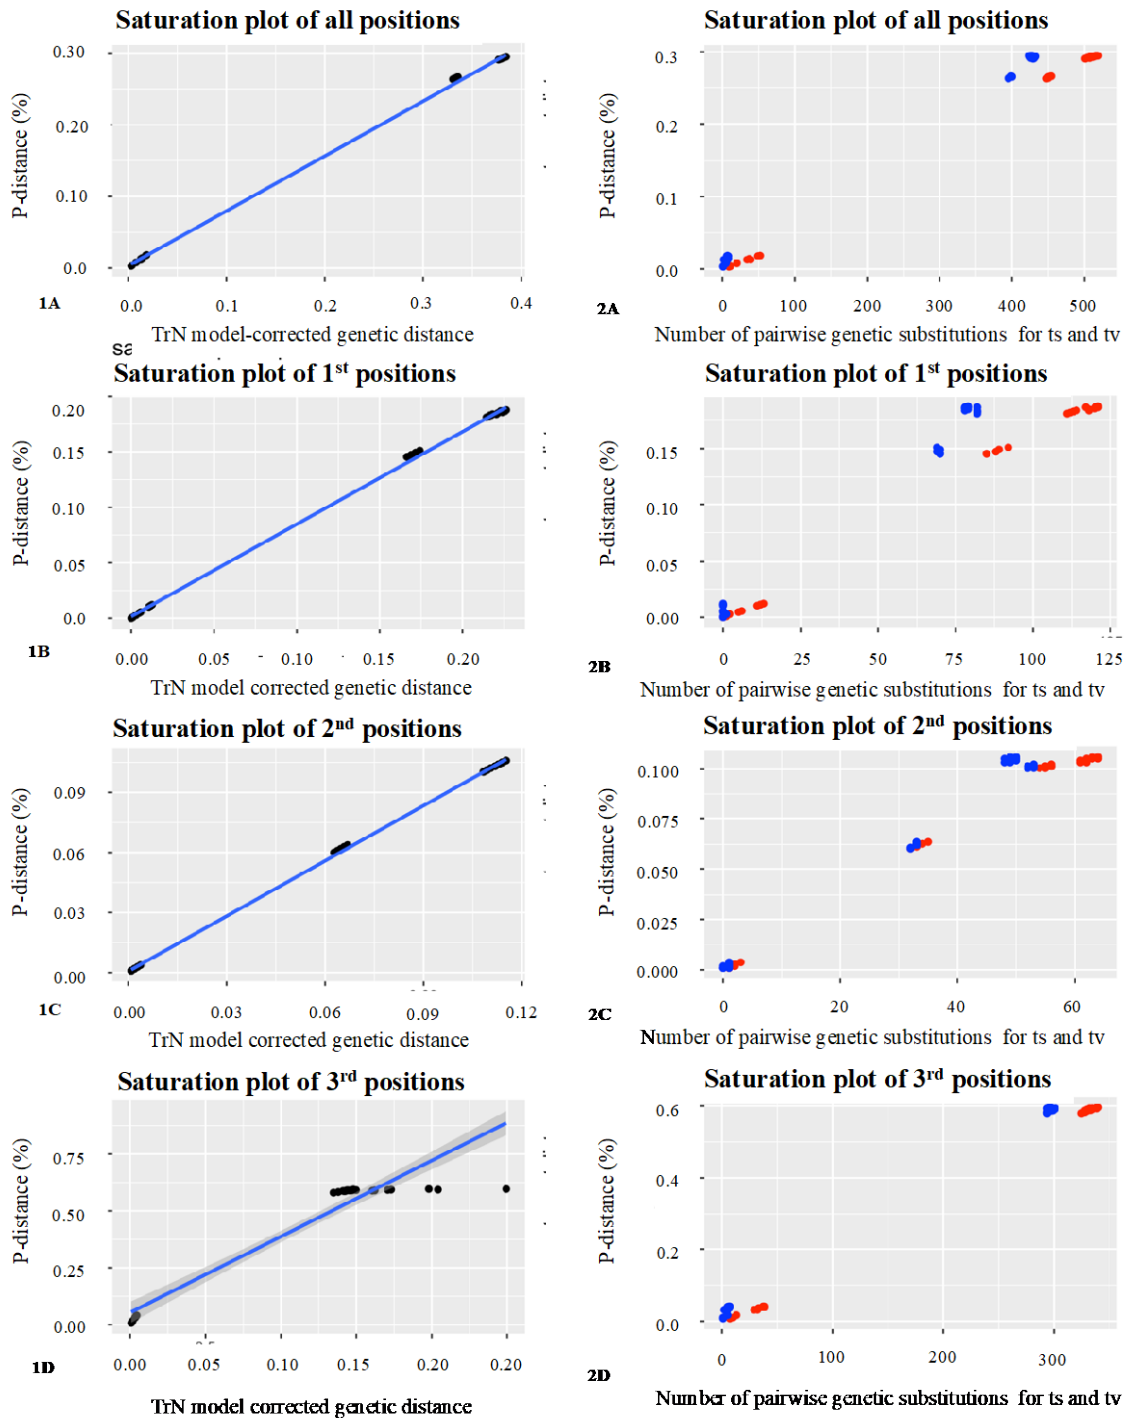 Saturation plot of all positions
P-distance (%)
0.30
0.20
0.10
0.0
0.0 0.1 0.2 0.3 0.4
1A
TrN model-corrected genetic distance
Saturation plot of all positions
P-distance (%)
0.3
0.2
0.1
0.0
0 100 200 300 400 500
2A
Number of pairwise genetic substitutions for ts and tv
sa
Saturation plot of 1st positions
P-distance (%)
0.20
0.15
0.10
0.05
0.0
1B
0.00 0.05 0.10 0.15 0.20
TrN model corrected genetic distance
Saturation plot of 1st positions
P-distance (%)
0.15
0.10
0.05
0.00
2B
0 25 50 75 100 125
Number of pairwise genetic substitutions for ts and tv
Saturation plot of 2nd positions
P-distance (%)
0.09
0.06
0.03
0.00
1C
0.00 0.03 0.06 0.09 0.12
TrN model corrected genetic distance
Saturation plot of 2nd positions
P-distance (%)
0.100
0.075
0.050
0.025
0.000
2C
0 20 40 60
Number of pairwise genetic substitutions for ts and tv
Saturation plot of 3rd positions
P-distance (%)
0.75
0.50
0.25
0.00
1D
0.00 0.05 0.10 0.15 0.20 0.20
TrN model corrected genetic distance
Saturation plot of 3rd positions
P-distance (%)
0.6
0.4
0.2
0.0
2D
0 100 200 300
Number of pairwise genetic substitutions for ts and tv